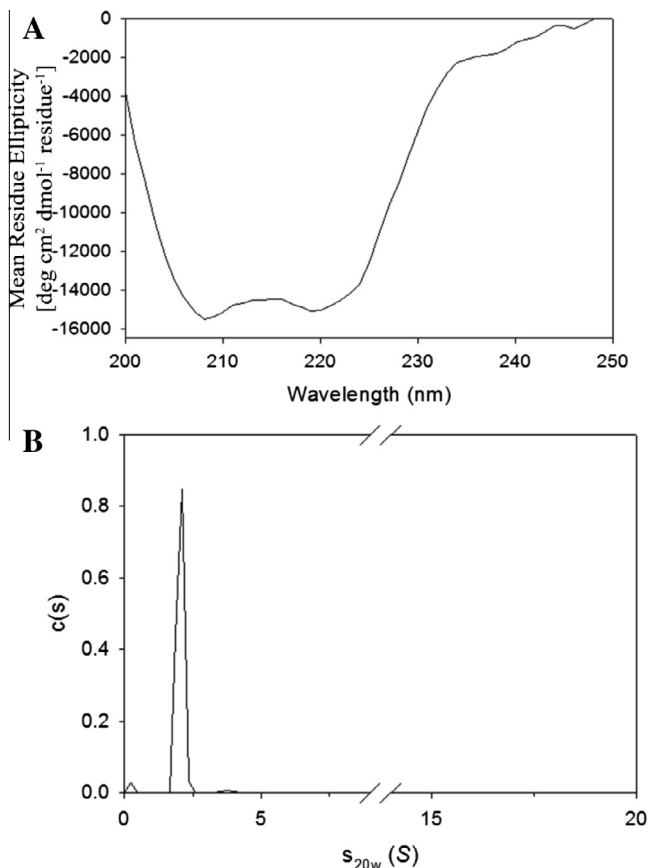 A
Mean Residue Ellipticity
[deg cm² dmol⁻¹ residue⁻¹]
0
-2000
-4000
-6000
-8000
-10000
-12000
-14000
-16000
200 210 220 230 240 250
Wavelength (nm)
B
c(s)
1.0
0.8
0.6
0.4
0.2
0.0
0 5 15 20
s20w (S)